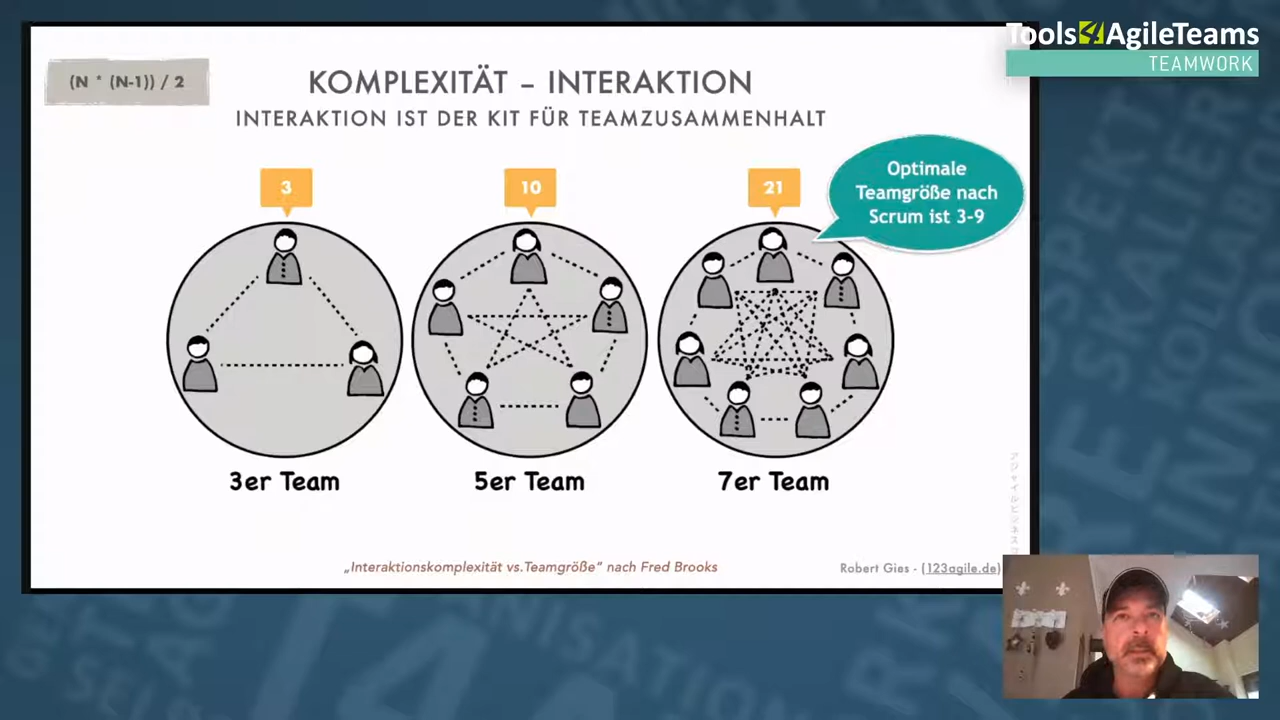 Tools4AgileTeams
TEAMWORK
(N * (N-1)) / 2
KOMPLEXITÄT – INTERAKTION
INTERAKTION IST DER KIT FÜR TEAMZUSAMMENHALT
Optimale
Teamgröße nach
Scrum ist 3-9
3
10
21
3er Team
5er Team
7er Team
„Interaktionskomplexität vs.Teamgröße" nach Fred Brooks
Robert Gies - (123agile.de)